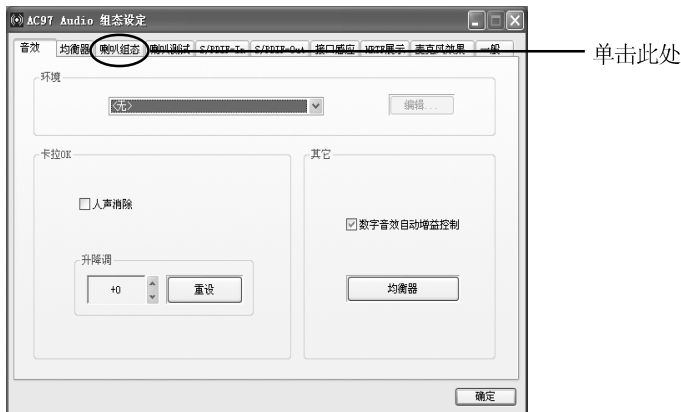 AC97 Audio 组态设定
音效 均衡器 喇叭组态 喇叭测试 S/PDIF-In S/PDIF-Out 接口感应 HRTF展示 麦克风效果 一般
单击此处
环境
<无>
编辑...
卡拉OK
其它
人声消除
数字音效自动增益控制
升降调
+0
重设
均衡器
确定